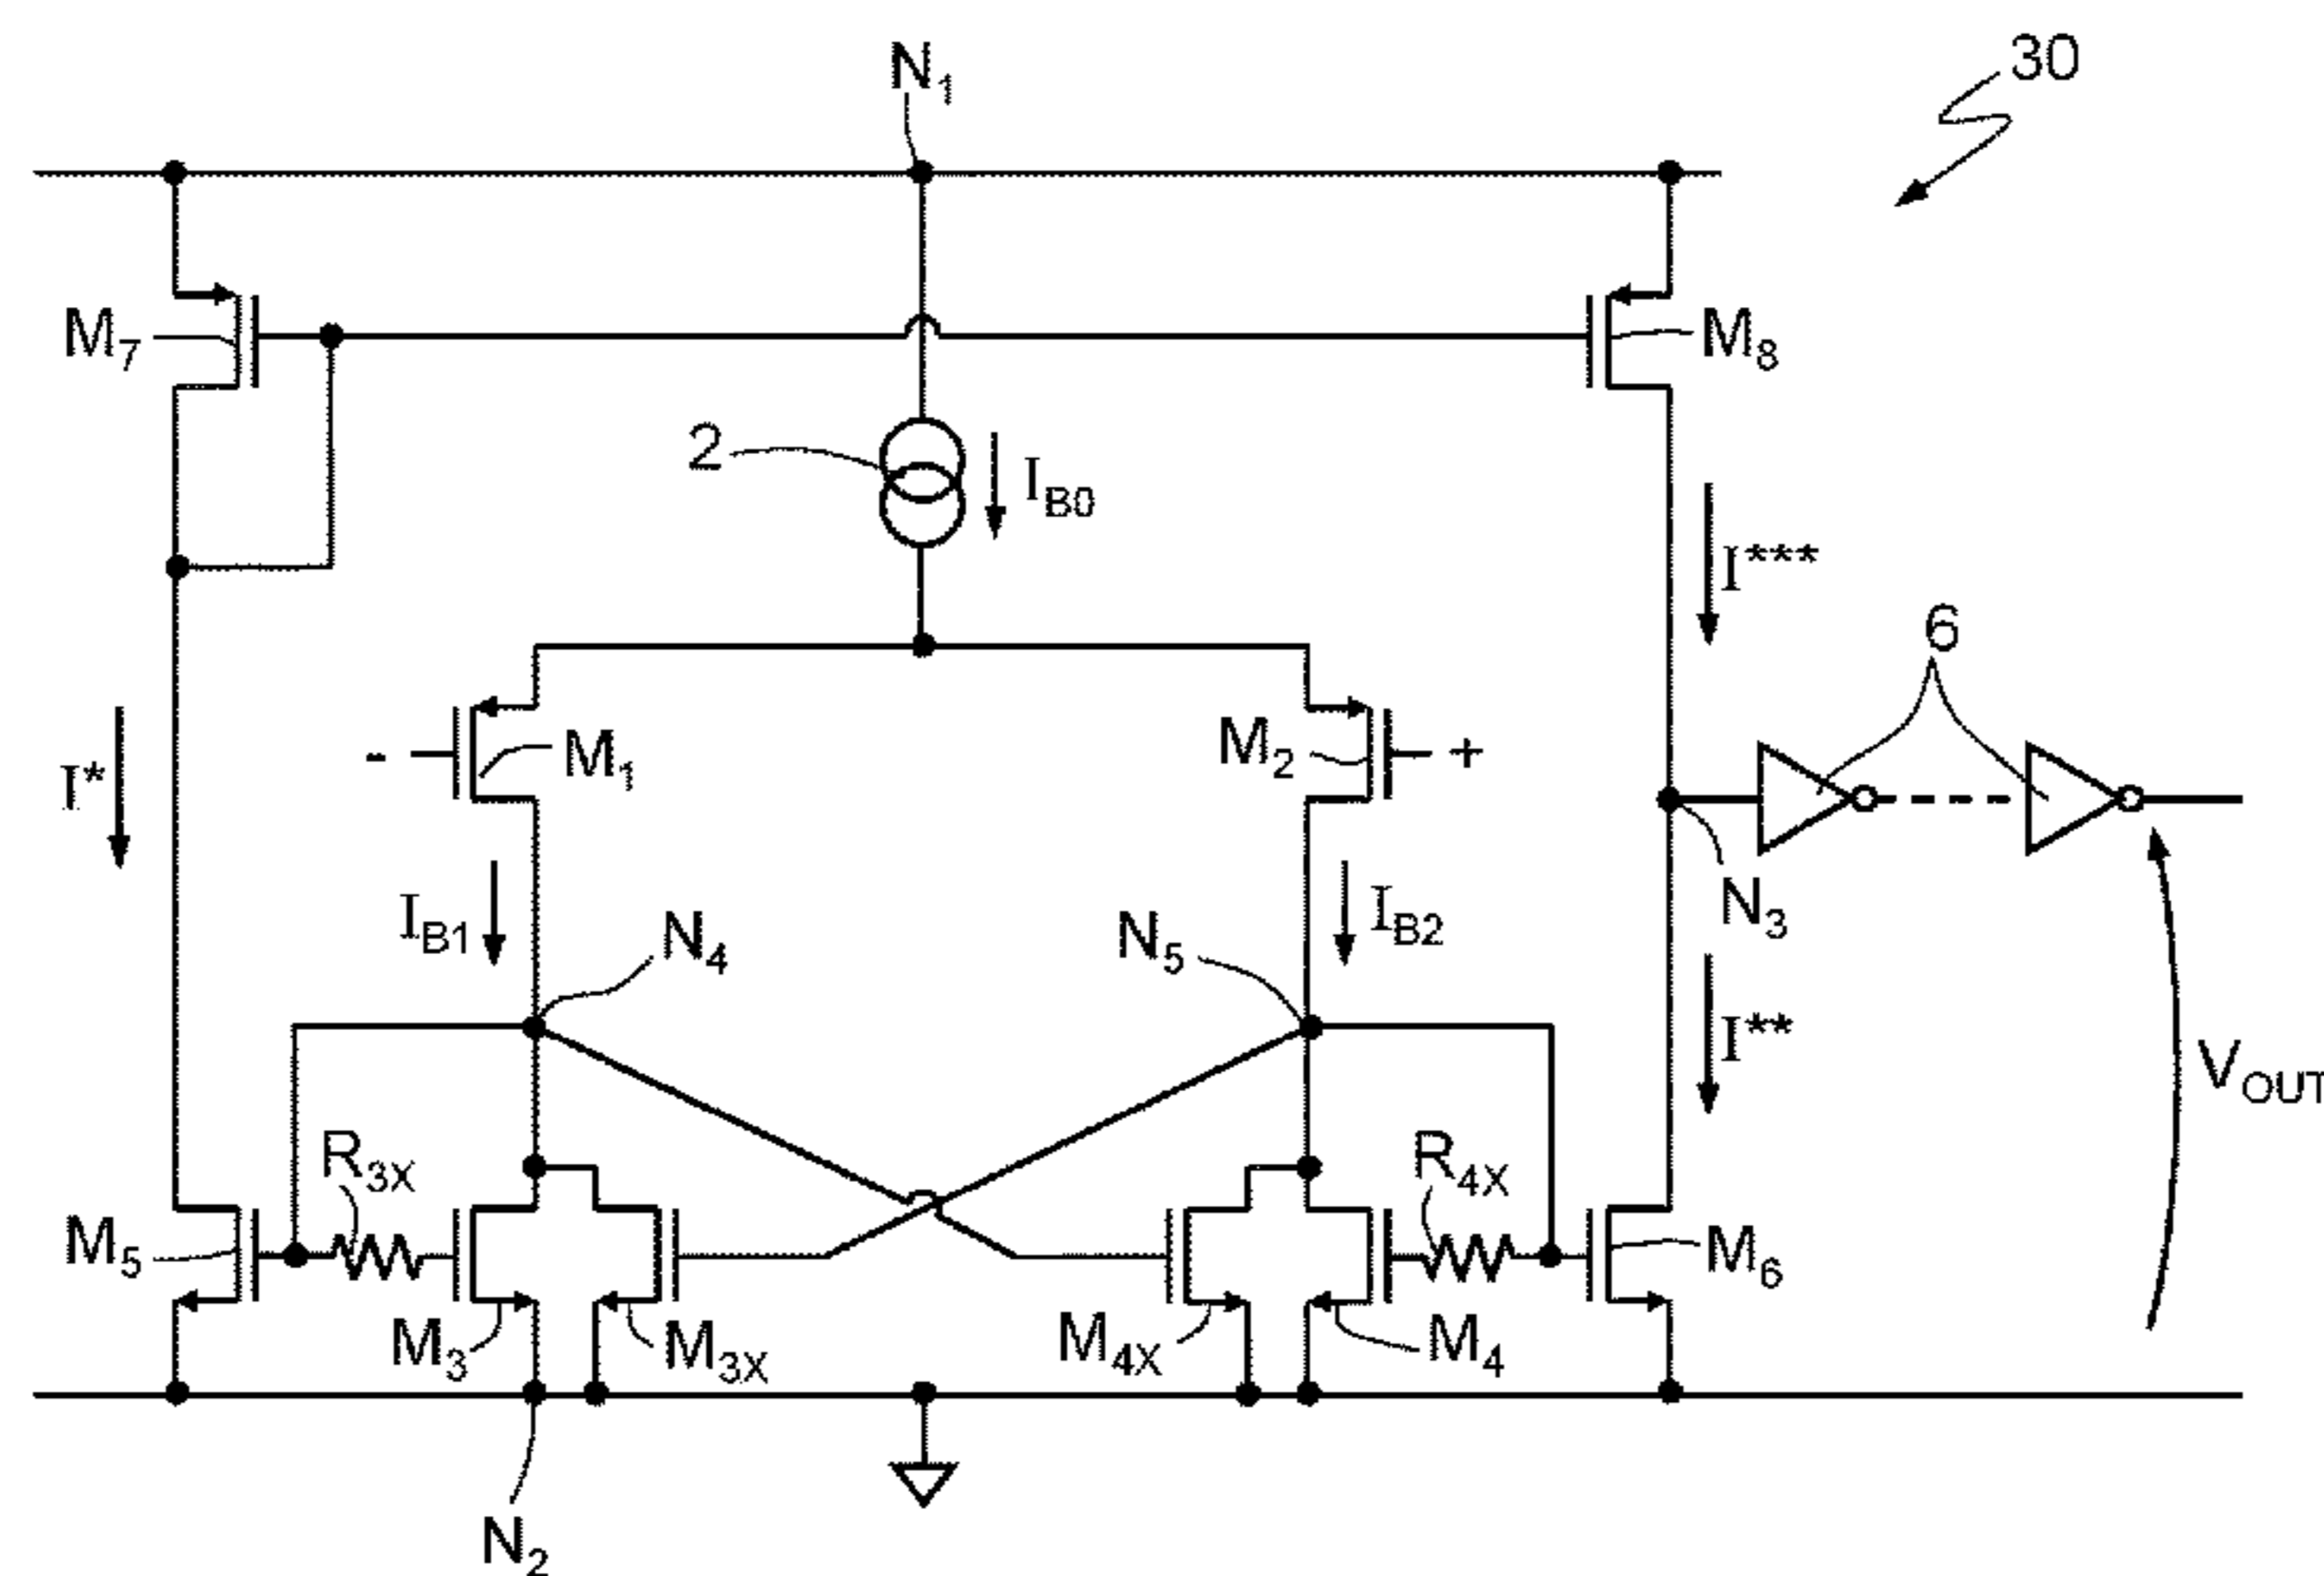 N1
30
M7
M8
2
IB0
I***
6
I*
-
M1
M2
+
IB1
N4
N5
IB2
N3
I**
VOUT
R3X
R4X
M5
M3
M3X
M4X
M4
M6
N2